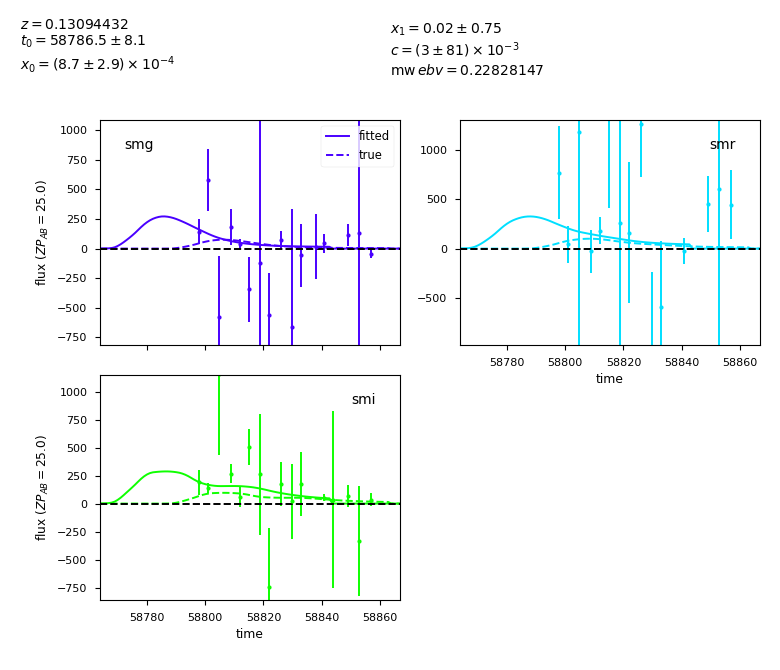 z = 0.13094432
t₀ = 58786.5 ± 8.1
x₀ = (8.7 ± 2.9) × 10⁻⁴
x₁ = 0.02 ± 0.75
c = (3 ± 81) × 10⁻³
mw ebv = 0.22828147
smg
fitted
true
1000
750
500
250
0
−250
−500
−750
flux (ZP_AB = 25.0)
smr
1000
500
0
−500
58780 58800 58820 58840 58860
time
smi
1000
750
500
250
0
−250
−500
−750
flux (ZP_AB = 25.0)
58780 58800 58820 58840 58860
time